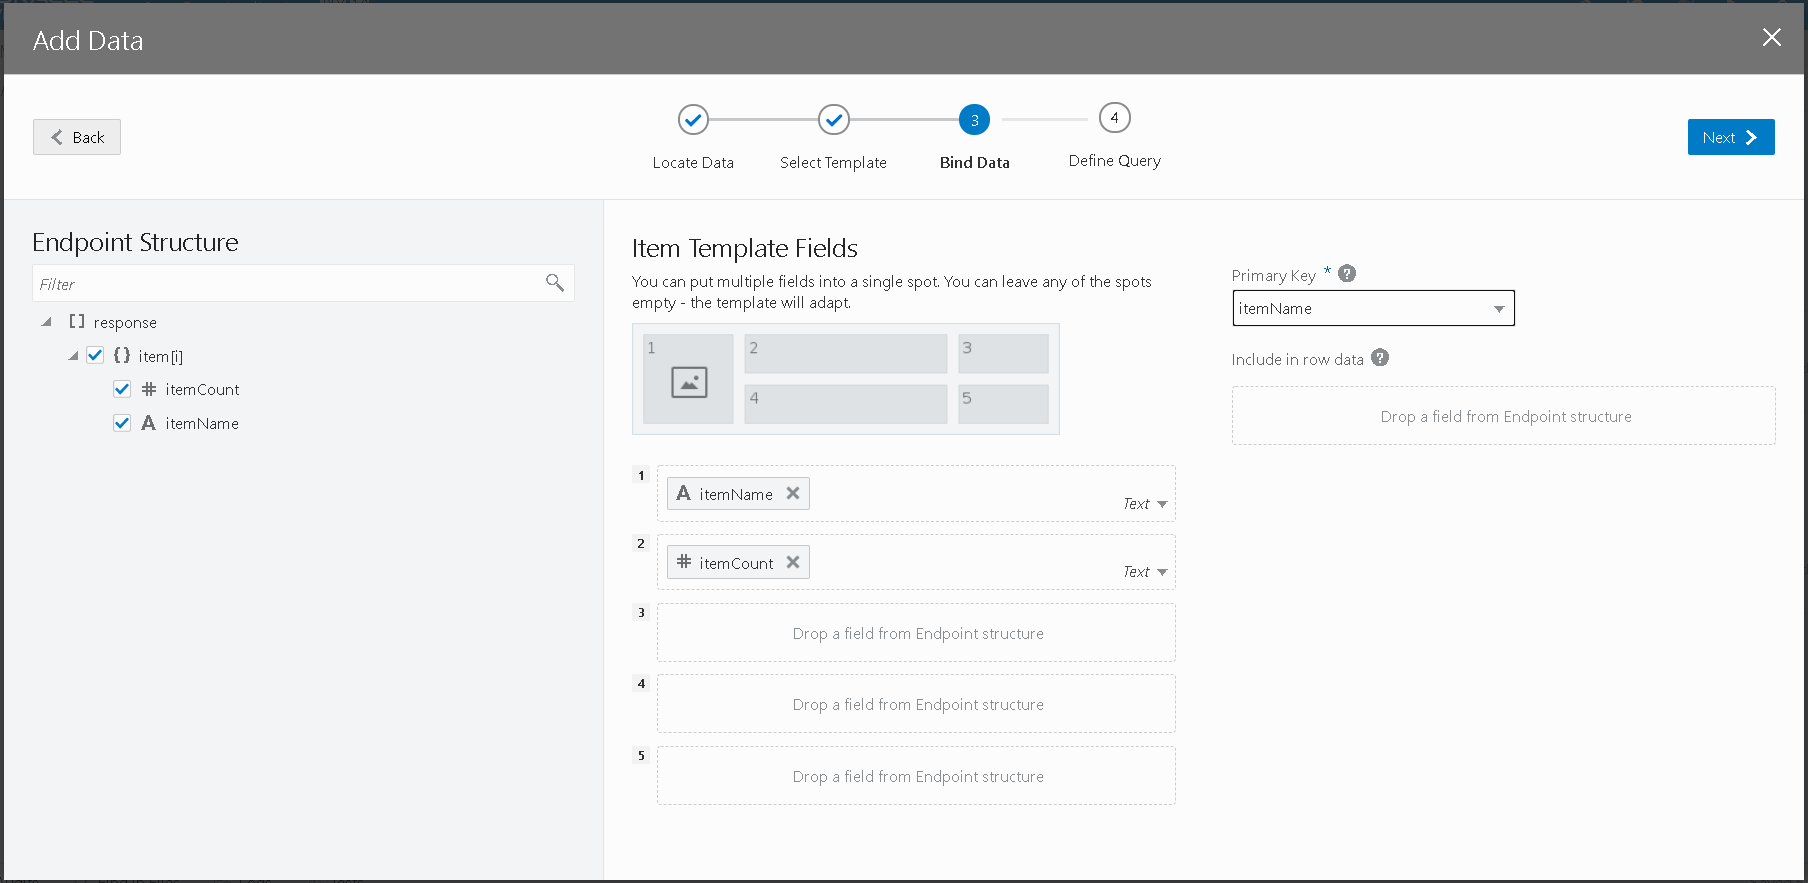 Add Data
Back
3
4
Locate Data
Select Template
Bind Data
Define Query
Next
Endpoint Structure
Filter
[] response
{} item[i]
# itemCount
A itemName
Item Template Fields
You can put multiple fields into a single spot. You can leave any of the spots
empty - the template will adapt.
1
2
3
4
5
1
A itemName
Text
2
# itemCount
Text
3
Drop a field from Endpoint structure
4
Drop a field from Endpoint structure
5
Drop a field from Endpoint structure
Primary Key * ?
itemName
Include in row data ?
Drop a field from Endpoint structure